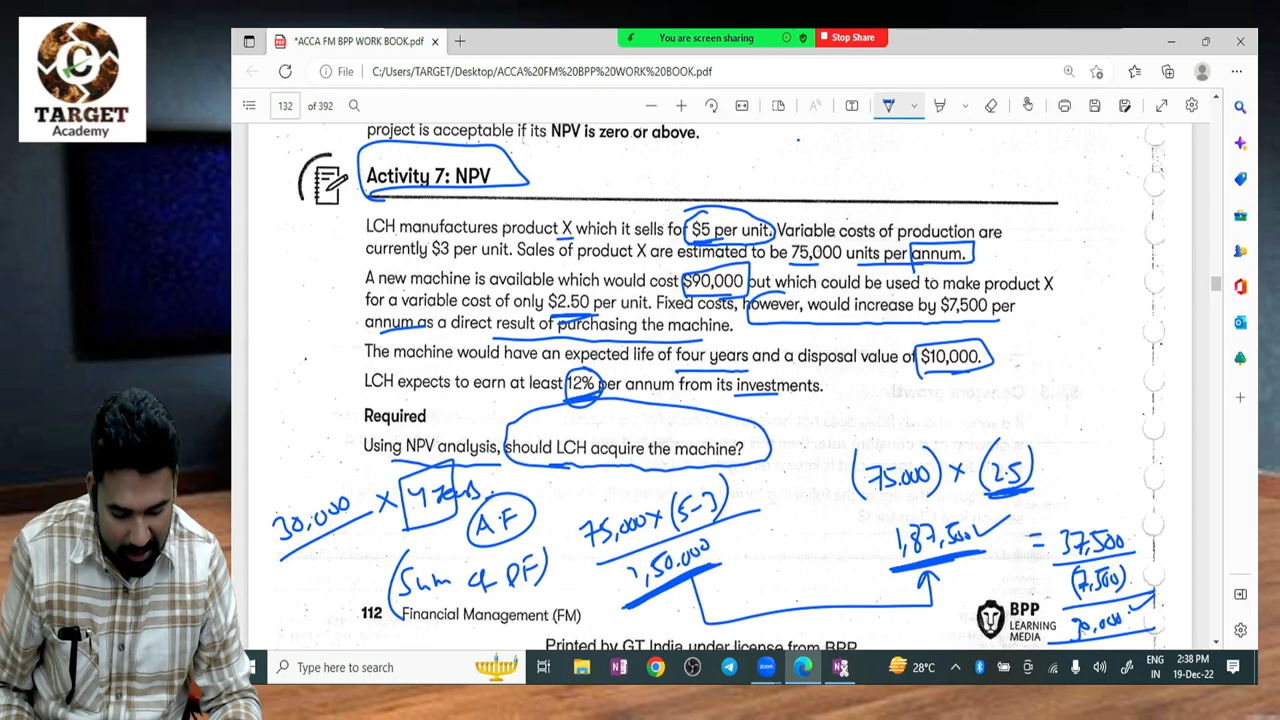 TARGET
Academy
*ACCA FM BPP WORK BOOK.pdf
You are screen sharing
Stop Share
File
C:/Users/TARGET/Desktop/ACCA%20FM%20BPP%20WORK%20BOOK.pdf
132
of 392
project is acceptable if its NPV is zero or above.
Activity 7: NPV
LCH manufactures product X which it sells for $5 per unit. Variable costs of production are
currently $3 per unit. Sales of product X are estimated to be 75,000 units per annum.
A new machine is available which would cost $90,000 but which could be used to make product X
for a variable cost of only $2.50 per unit. Fixed costs, however, would increase by $7,500 per
annum as a direct result of purchasing the machine.
The machine would have an expected life of four years and a disposal value of $10,000.
LCH expects to earn at least 12% per annum from its investments.
Required
Using NPV analysis, should LCH acquire the machine?
(75.000) × (2.5)
30,000 × 4 years.
A.F
75,000 × (5-3)
1,87,500
= 37,500
(Sum of DF)
1,50.000
(7,500)
30,000
112 Financial Management (FM)
BPP
LEARNING
MEDIA
Printed by GT India under license from BPP
Type here to search
28°C
ENG
IN
2:38 PM
19-Dec-22